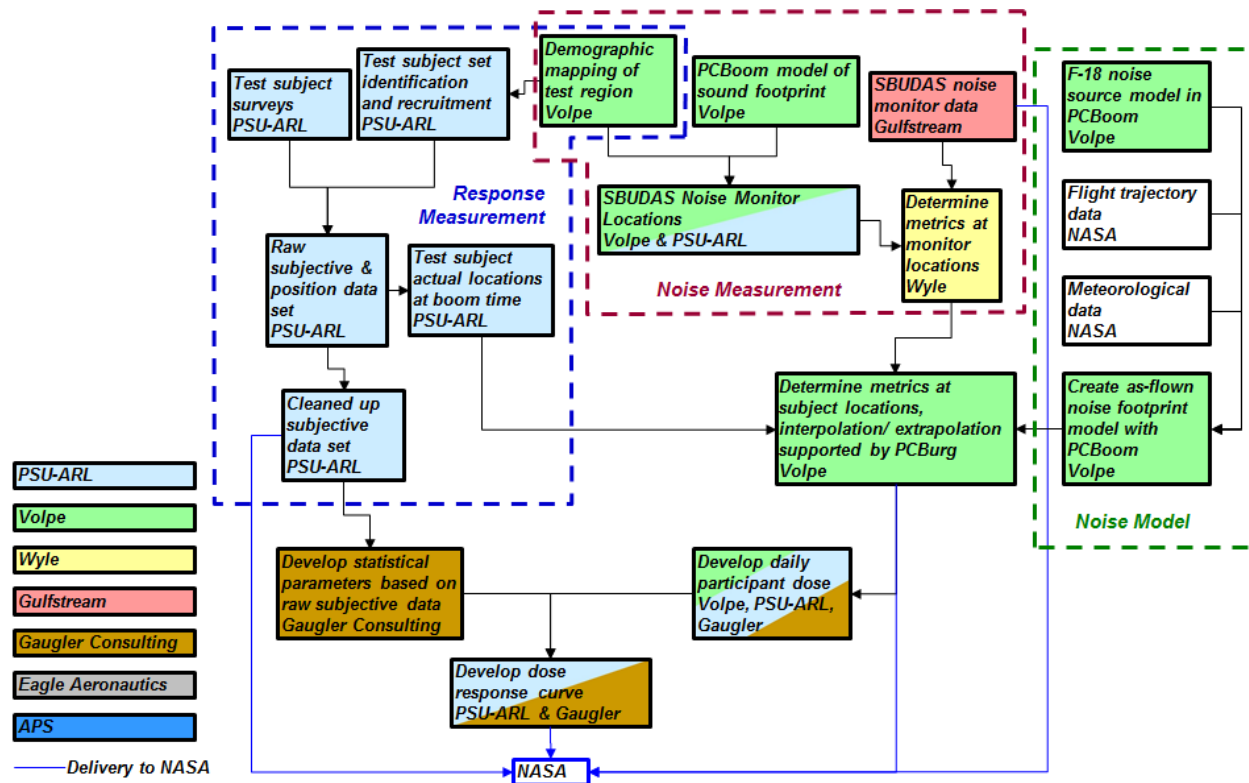 Test subject
surveys
PSU-ARL
Test subject set
identification
and recruitment
PSU-ARL
Demographic
mapping of
test region
Volpe
PCBoom model of
sound footprint
Volpe
SBUDAS noise
monitor data
Gulfstream
F-18 noise
source model in
PCBoom
Volpe
Response
Measurement
SBUDAS Noise Monitor
Locations
Volpe & PSU-ARL
Determine
metrics at
monitor
locations
Wyle
Flight trajectory
data
NASA
Raw
subjective &
position data
set
PSU-ARL
Test subject
actual locations
at boom time
PSU-ARL
Noise Measurement
Meteorological
data
NASA
Cleaned up
subjective
data set
PSU-ARL
Determine metrics at
subject locations,
interpolation/ extrapolation
supported by PCBurg
Volpe
Create as-flown
noise footprint
model with
PCBoom
Volpe
Noise Model
Develop statistical
parameters based on
raw subjective data
Gaugler Consulting
Develop daily
participant dose
Volpe, PSU-ARL,
Gaugler
Develop dose
response curve
PSU-ARL & Gaugler
NASA
PSU-ARL
Volpe
Wyle
Gulfstream
Gaugler Consulting
Eagle Aeronautics
APS
Delivery to NASA